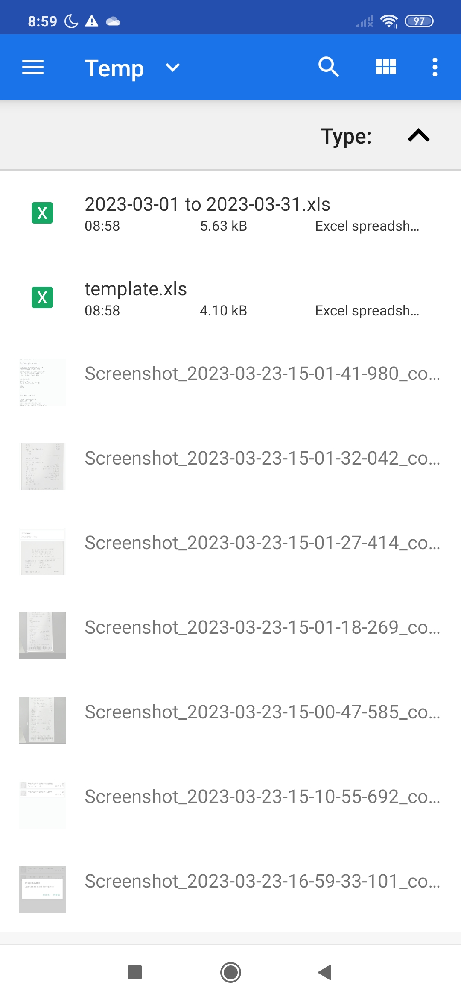 8:59
97
Temp
Type:
2023-03-01 to 2023-03-31.xls
08:58 5.63 kB Excel spreadsh...
template.xls
08:58 4.10 kB Excel spreadsh...
Screenshot_2023-03-23-15-01-41-980_co...
Screenshot_2023-03-23-15-01-32-042_co...
Screenshot_2023-03-23-15-01-27-414_co...
Screenshot_2023-03-23-15-01-18-269_co...
Screenshot_2023-03-23-15-00-47-585_co...
Screenshot_2023-03-23-15-10-55-692_co...
Screenshot_2023-03-23-16-59-33-101_co...